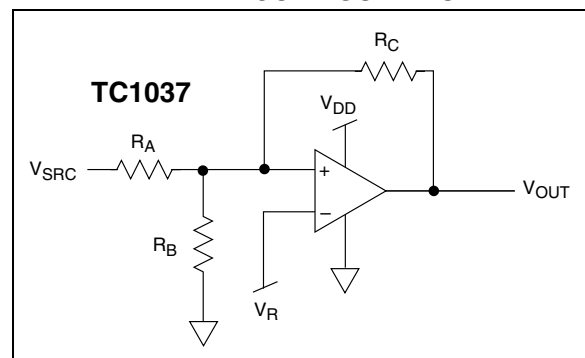 R_C
TC1037
V_DD
R_A
V_SRC
+
V_OUT
−
R_B
V_R